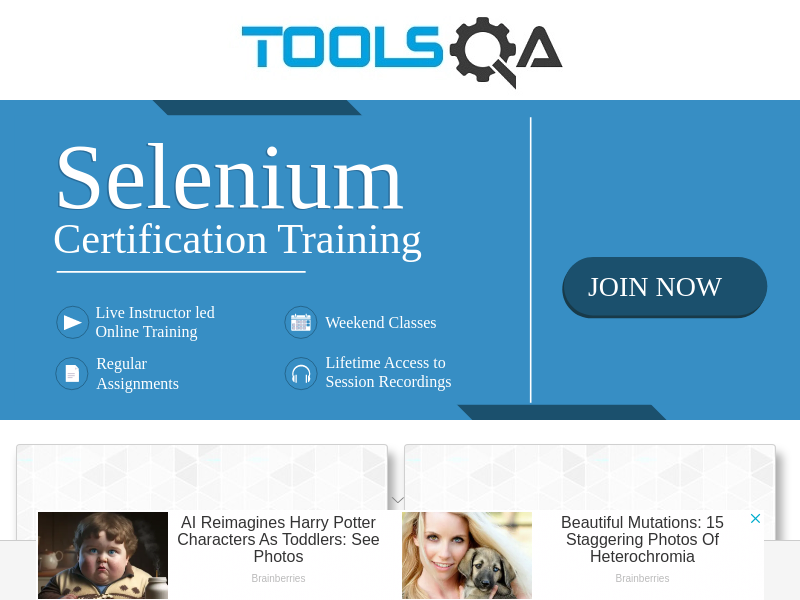 TOOLSQA
Selenium
Certification Training
JOIN NOW
Live Instructor led
Online Training
Weekend Classes
Regular
Assignments
Lifetime Access to
Session Recordings
AI Reimagines Harry Potter
Characters As Toddlers: See
Photos
Brainberries
Beautiful Mutations: 15
Staggering Photos Of
Heterochromia
Brainberries